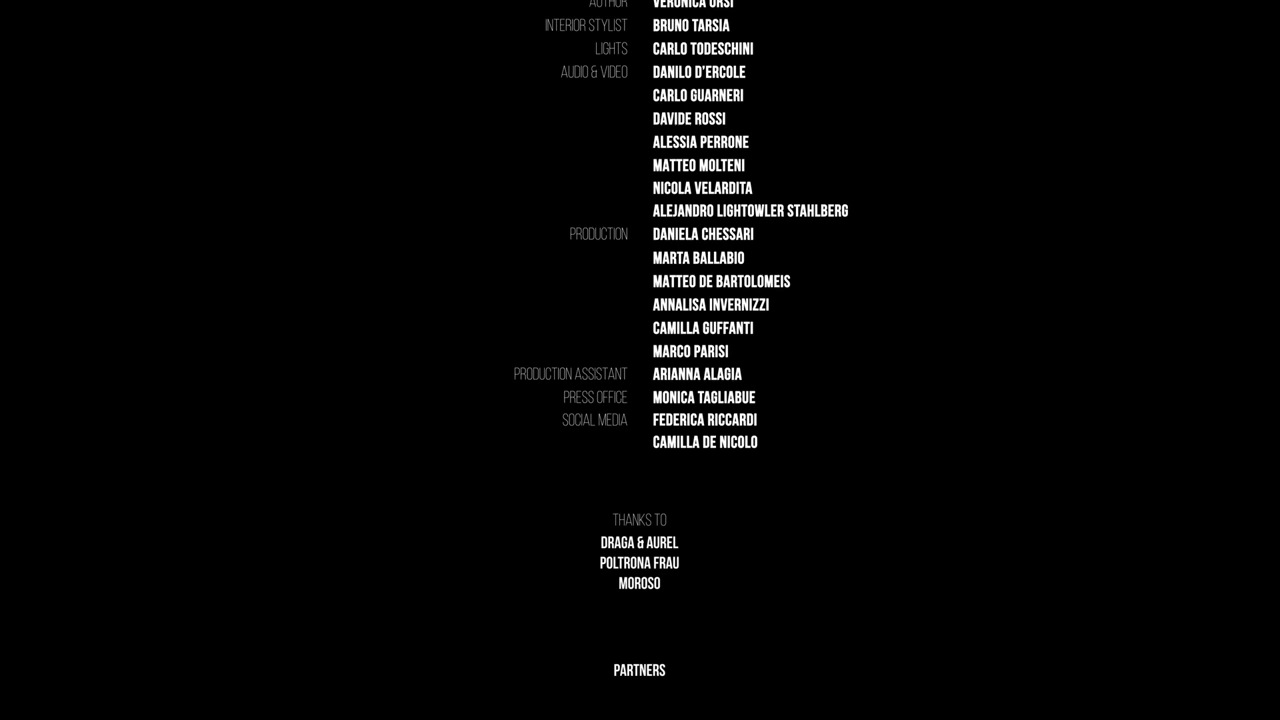 AUTHOR VERONICA ORSI
INTERIOR STYLIST BRUNO TARSIA
LIGHTS CARLO TODESCHINI
AUDIO & VIDEO DANILO D'ERCOLE
CARLO GUARNERI
DAVIDE ROSSI
ALESSIA PERRONE
MATTEO MOLTENI
NICOLA VELARDITA
ALEJANDRO LIGHTOWLER STAHLBERG
PRODUCTION DANIELA CHESSARI
MARTA BALLABIO
MATTEO DE BARTOLOMEIS
ANNALISA INVERNIZZI
CAMILLA GUFFANTI
MARCO PARISI
PRODUCTION ASSISTANT ARIANNA ALAGIA
PRESS OFFICE MONICA TAGLIABUE
SOCIAL MEDIA FEDERICA RICCARDI
CAMILLA DE NICOLO
THANKS TO
DRAGA & AUREL
POLTRONA FRAU
MOROSO
PARTNERS